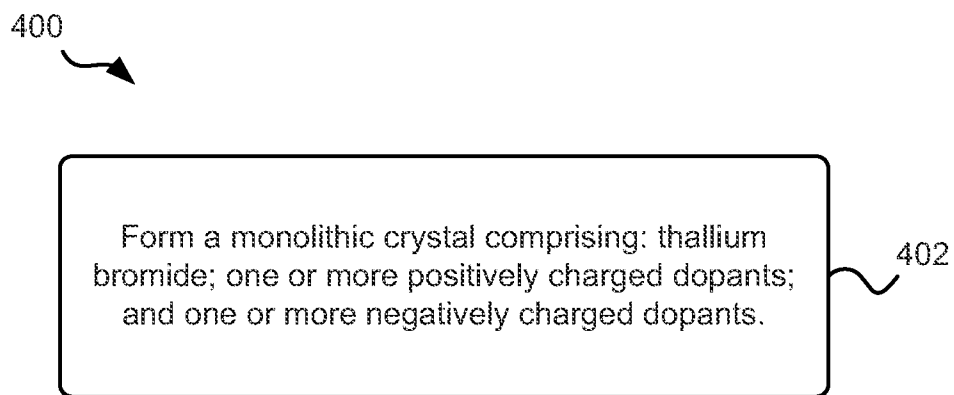 400
Form a monolithic crystal comprising: thallium
bromide; one or more positively charged dopants;
and one or more negatively charged dopants.
402